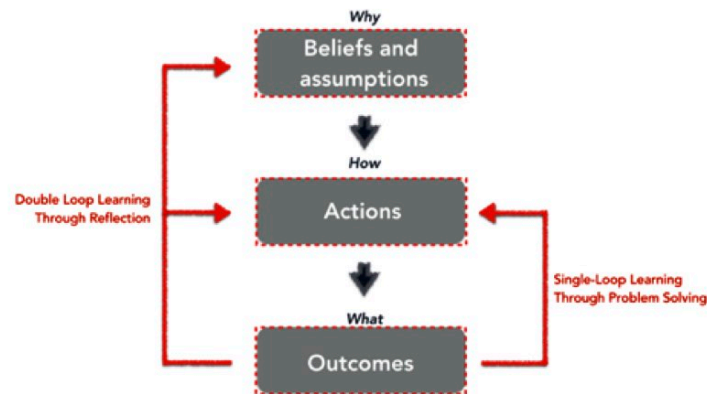 Why
Beliefs and
assumptions
How
Double Loop Learning
Through Reflection
Actions
Single-Loop Learning
Through Problem Solving
What
Outcomes